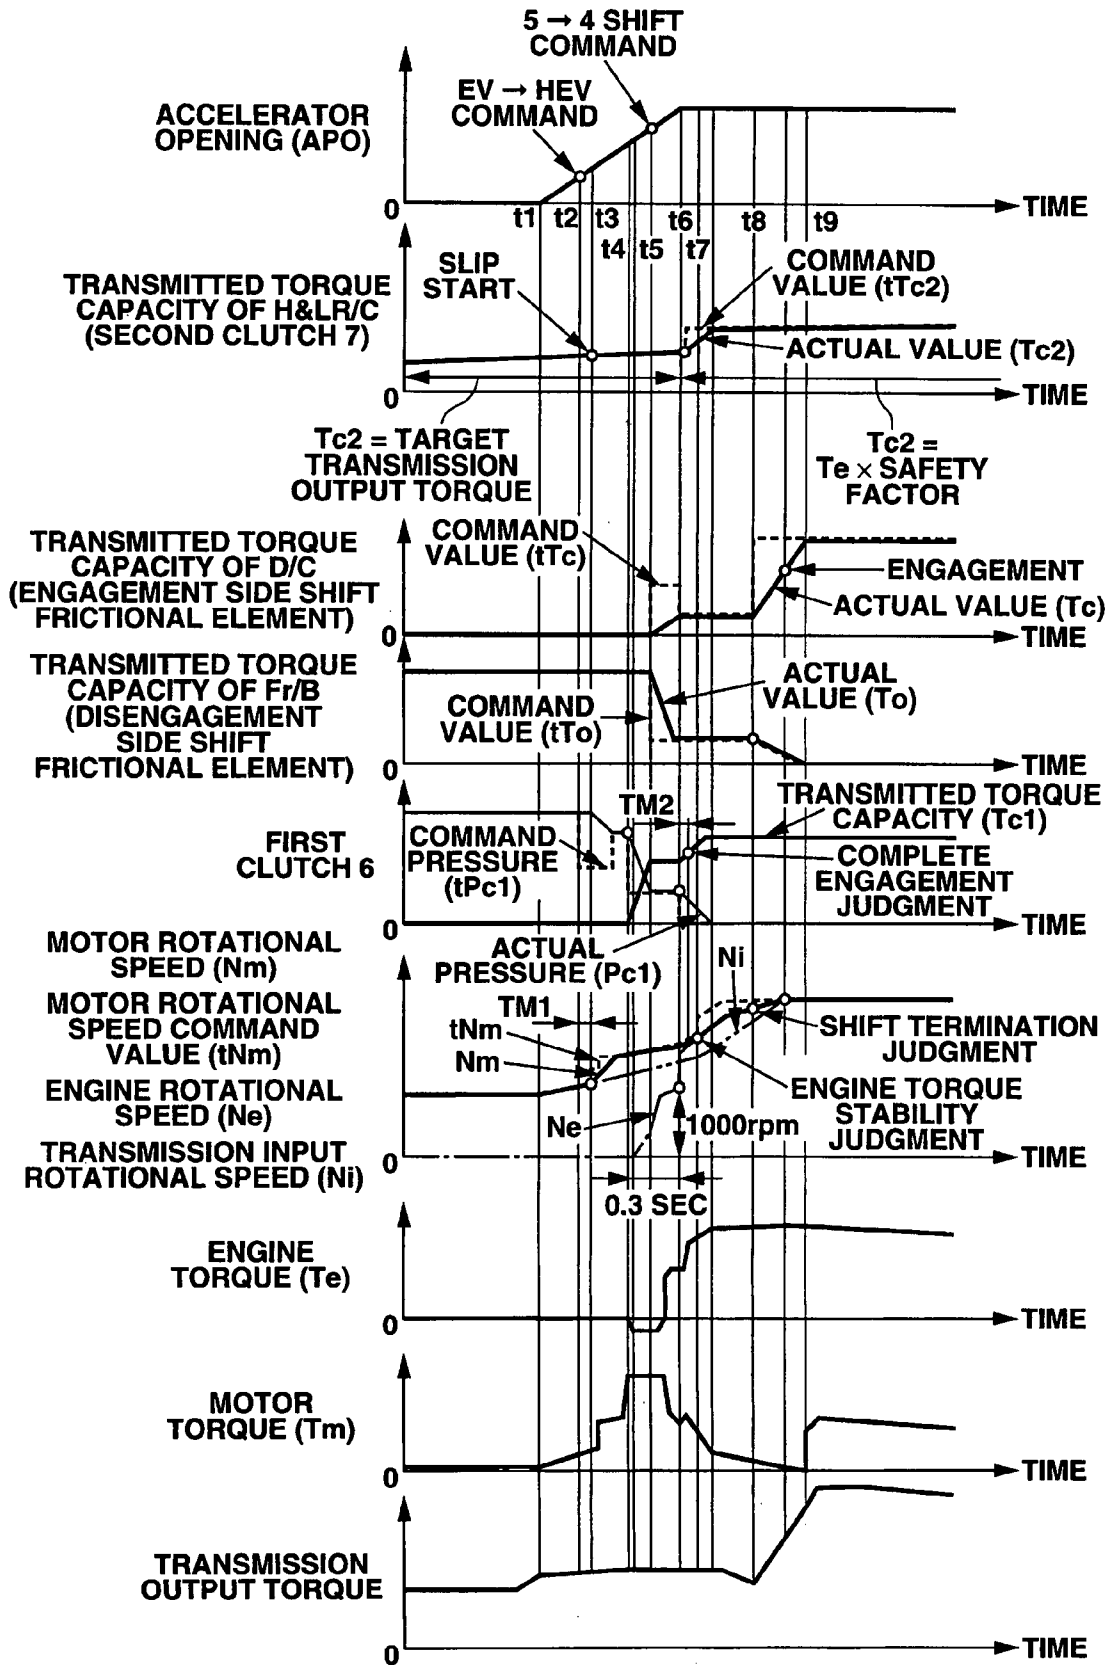 5 → 4 SHIFT
COMMAND
EV → HEV
COMMAND
ACCELERATOR
OPENING (APO)
0
t1
t2
t3
t4
t5
t6
t7
t8
t9
TIME
TRANSMITTED TORQUE
CAPACITY OF H&LR/C
(SECOND CLUTCH 7)
SLIP
START
COMMAND
VALUE (tTc2)
ACTUAL VALUE (Tc2)
0
TIME
Tc2 = TARGET
TRANSMISSION
OUTPUT TORQUE
Tc2 =
Te × SAFETY
FACTOR
TRANSMITTED TORQUE
CAPACITY OF D/C
(ENGAGEMENT SIDE SHIFT
FRICTIONAL ELEMENT)
COMMAND
VALUE (tTc)
ENGAGEMENT
ACTUAL VALUE (Tc)
0
TIME
TRANSMITTED TORQUE
CAPACITY OF Fr/B
(DISENGAGEMENT
SIDE SHIFT
FRICTIONAL ELEMENT)
COMMAND
VALUE (tTo)
ACTUAL
VALUE (To)
0
TIME
FIRST
CLUTCH 6
COMMAND
PRESSURE
(tPc1)
TM2
TRANSMITTED TORQUE
CAPACITY (Tc1)
COMPLETE
ENGAGEMENT
JUDGMENT
0
TIME
ACTUAL
PRESSURE (Pc1)
MOTOR ROTATIONAL
SPEED (Nm)
MOTOR ROTATIONAL
SPEED COMMAND
VALUE (tNm)
ENGINE ROTATIONAL
SPEED (Ne)
TRANSMISSION INPUT
ROTATIONAL SPEED (Ni)
TM1
tNm
Nm
Ne
Ni
SHIFT TERMINATION
JUDGMENT
ENGINE TORQUE
STABILITY
JUDGMENT
1000rpm
0
TIME
0.3 SEC
ENGINE
TORQUE (Te)
0
TIME
MOTOR
TORQUE (Tm)
0
TIME
TRANSMISSION
OUTPUT TORQUE
0
TIME